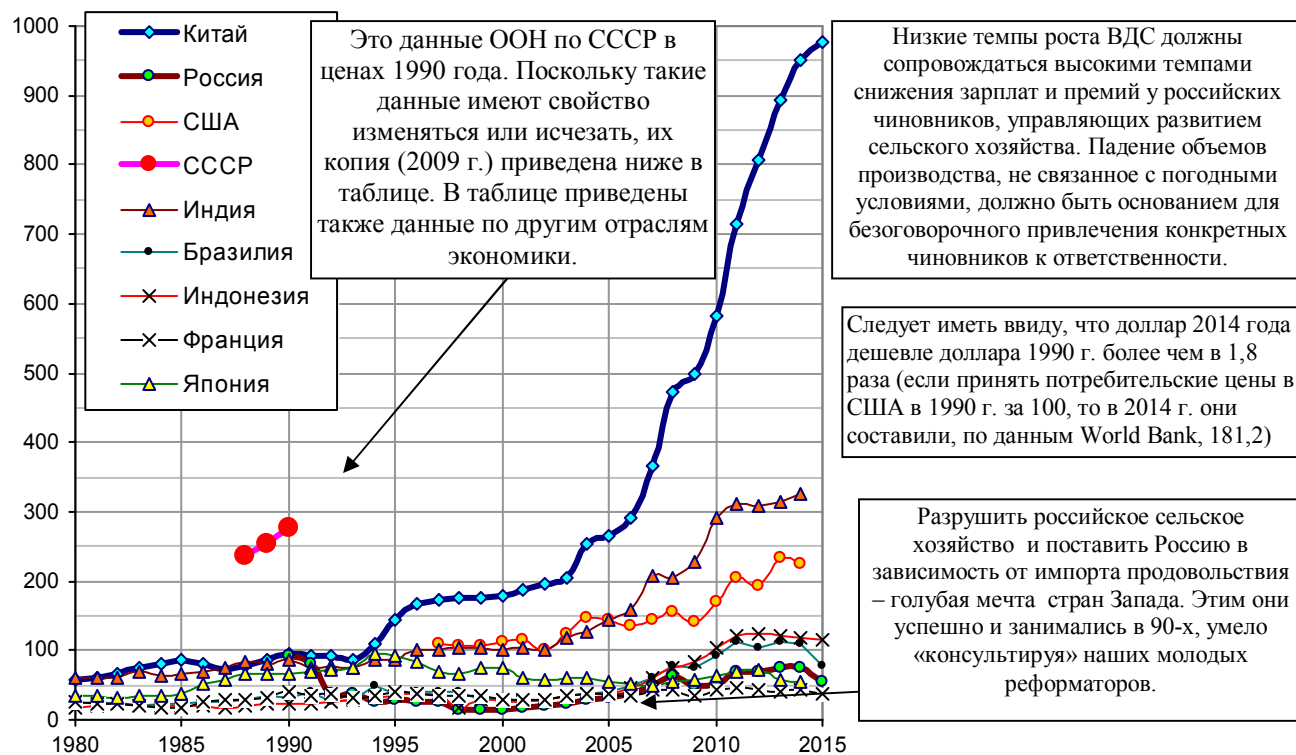 1000
900
800
700
600
500
400
300
200
100
0
Китай
Россия
США
СССР
Индия
Бразилия
Индонезия
Франция
Япония
Это данные ООН по СССР в
ценах 1990 года. Поскольку такие
данные имеют свойство
изменяться или исчезать, их
копия (2009 г.) приведена ниже в
таблице. В таблице приведены
также данные по другим отраслям
экономики.
Низкие темпы роста ВДС должны
сопровождаться высокими темпами
снижения зарплат и премий у российских
чиновников, управляющих развитием
сельского хозяйства. Падение объемов
производства, не связанное с погодными
условиями, должно быть основанием для
безоговорочного привлечения конкретных
чиновников к ответственности.
Следует иметь ввиду, что доллар 2014 года
дешевле доллара 1990 г. более чем в 1,8
раза (если принять потребительские цены в
США в 1990 г. за 100, то в 2014 г. они
составили, по данным World Bank, 181,2)
Разрушить российское сельское
хозяйство и поставить Россию в
зависимость от импорта продовольствия
– голубая мечта стран Запада. Этим они
успешно и занимались в 90-х, умело
«консультируя» наших молодых
реформаторов.
1980 1985 1990 1995 2000 2005 2010 2015